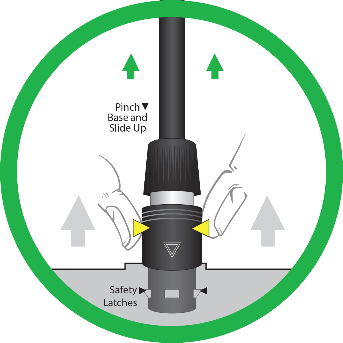 Pinch
Base and
Slide Up
Safety
Latches